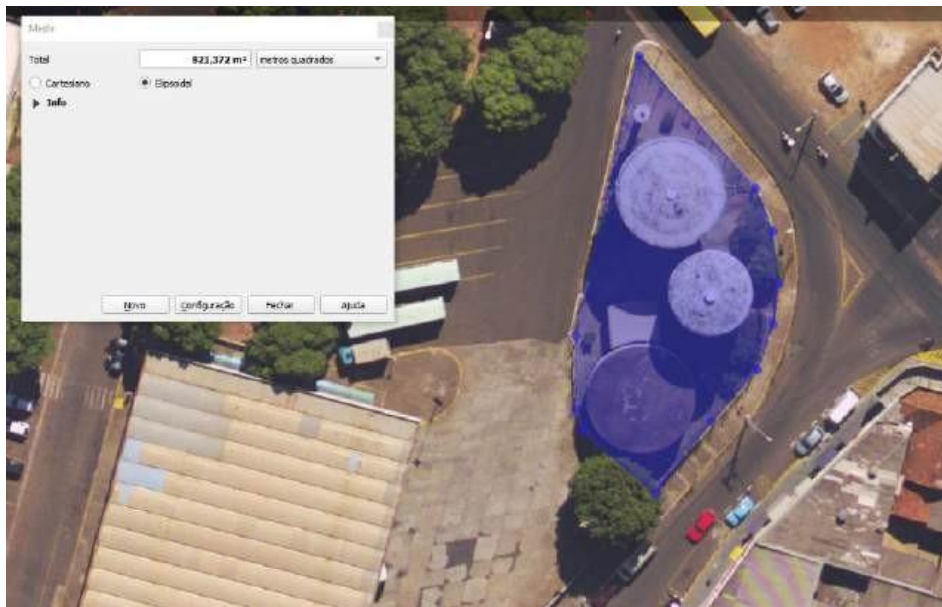 Medir
Total 821,372 m² metros quadrados
Cartesiano Elipsoidal
Info
Novo Configuração Fechar Ajuda